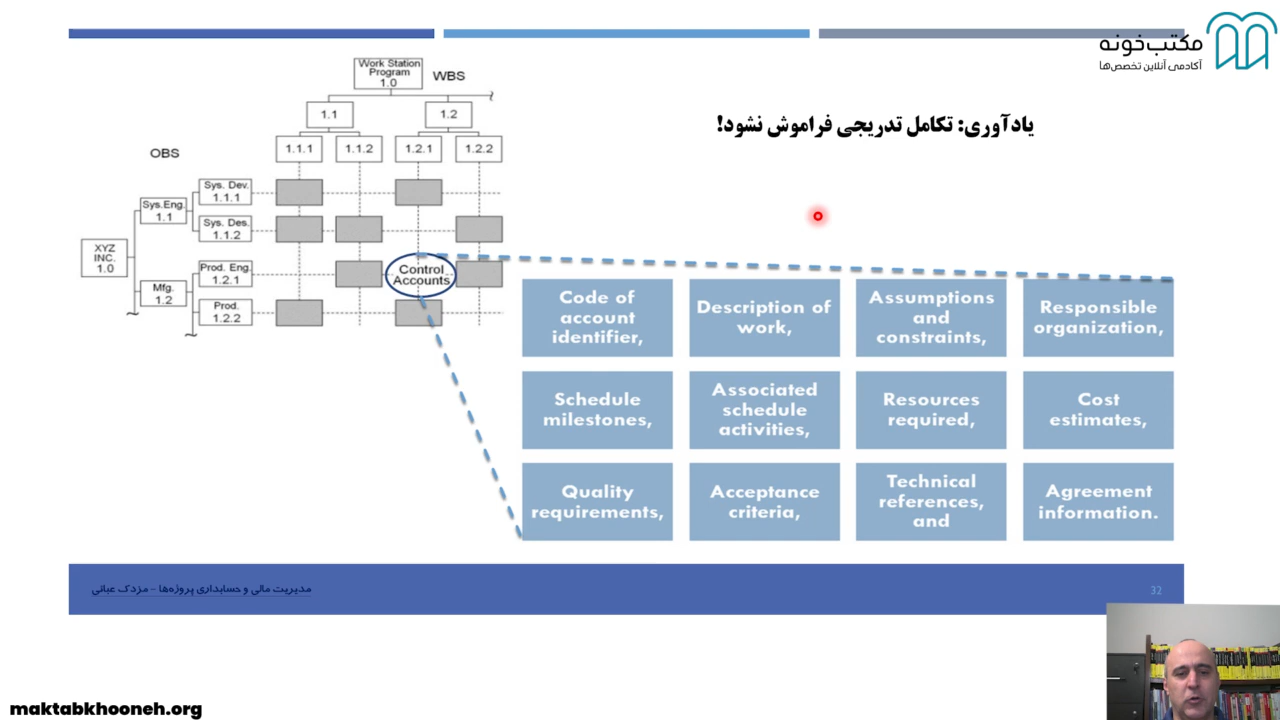 مکتب‌خونه
آکادمی آنلاین تخصص‌ها
Work Station
Program
1.0
WBS
1.1
1.2
یادآوری: تکامل تدریجی فراموش نشود!
1.1.1
1.1.2
1.2.1
1.2.2
OBS
Sys. Dev.
1.1.1
Sys.Eng.
1.1
Sys. Des.
1.1.2
XYZ
INC.
1.0
Prod. Eng.
1.2.1
Mfg.
1.2
Prod.
1.2.2
Control
Accounts
Code of
account
identifier,
Description of
work,
Assumptions
and
constraints,
Responsible
organization,
Schedule
milestones,
Associated
schedule
activities,
Resources
required,
Cost
estimates,
Quality
requirements,
Acceptance
criteria,
Technical
references,
and
Agreement
information.
مدیریت مالی و حسابداری پروژه‌ها - مزدک عبائی
32
maktabkhooneh.org